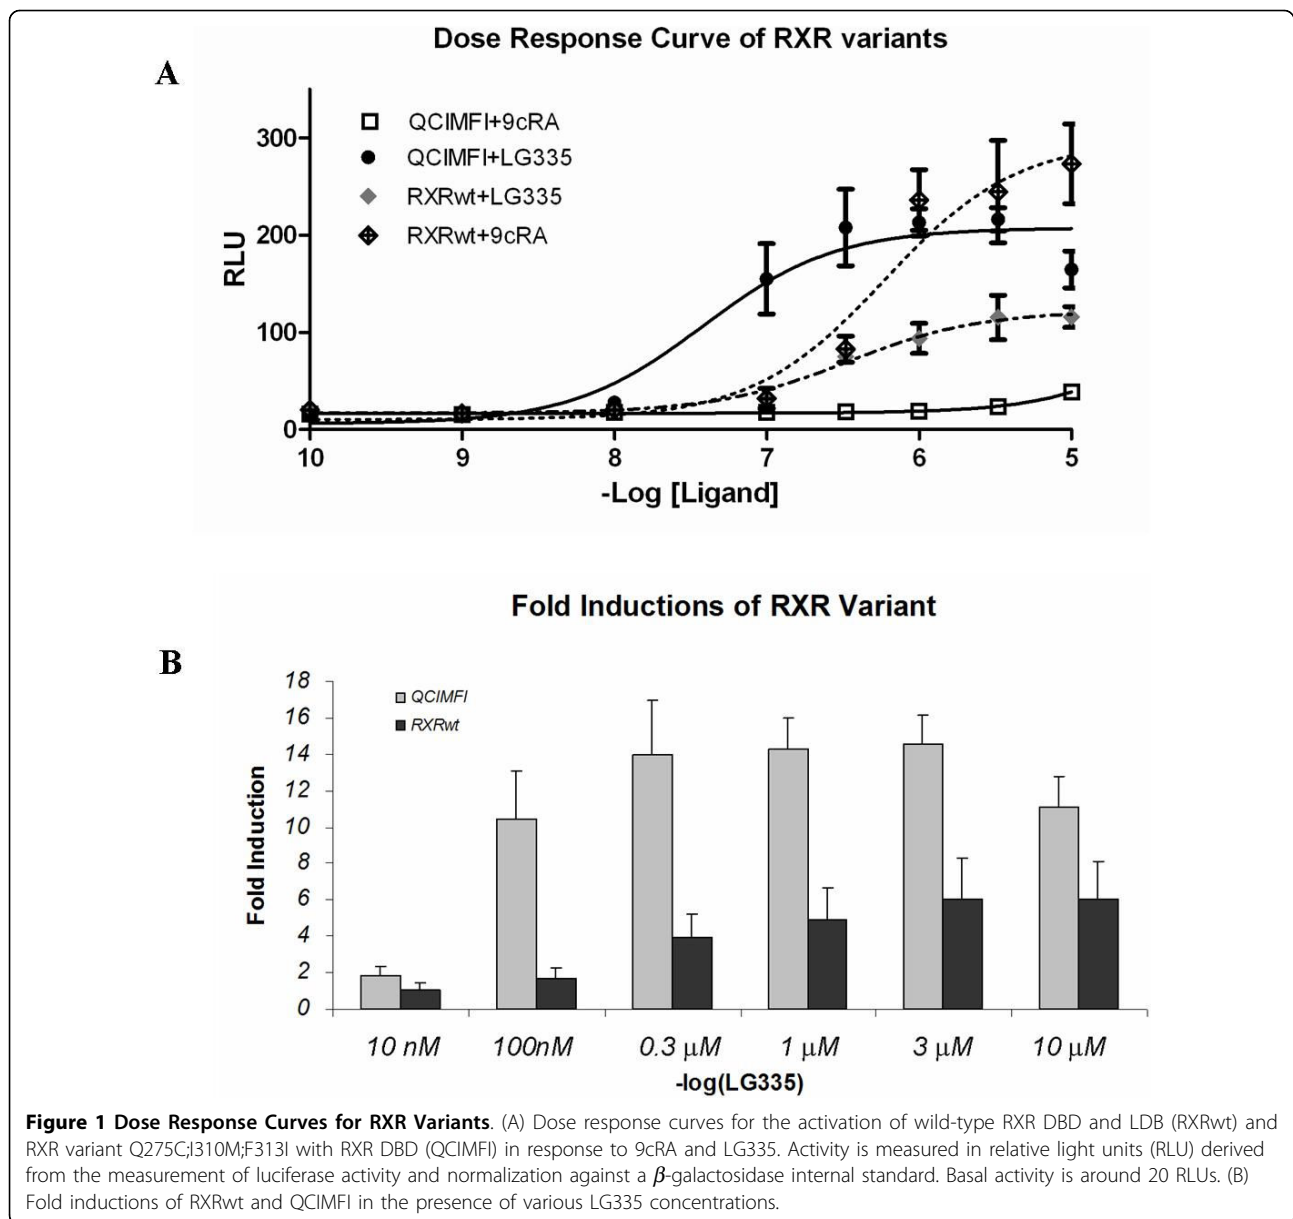 Dose Response Curve of RXR variants
A
QCIMFI+9cRA
QCIMFI+LG335
RXRwt+LG335
RXRwt+9cRA
RLU
300
200
100
0
10 9 8 7 6 5
-Log [Ligand]
Fold Inductions of RXR Variant
B
QCIMFI
RXRwt
Fold Induction
18
16
14
12
10
8
6
4
2
0
10 nM 100nM 0.3 μM 1 μM 3 μM 10 μM
-log(LG335)
Figure 1 Dose Response Curves for RXR Variants. (A) Dose response curves for the activation of wild-type RXR DBD and LDB (RXRwt) and
RXR variant Q275C;I310M;F313I with RXR DBD (QCIMFI) in response to 9cRA and LG335. Activity is measured in relative light units (RLU) derived
from the measurement of luciferase activity and normalization against a β-galactosidase internal standard. Basal activity is around 20 RLUs. (B)
Fold inductions of RXRwt and QCIMFI in the presence of various LG335 concentrations.